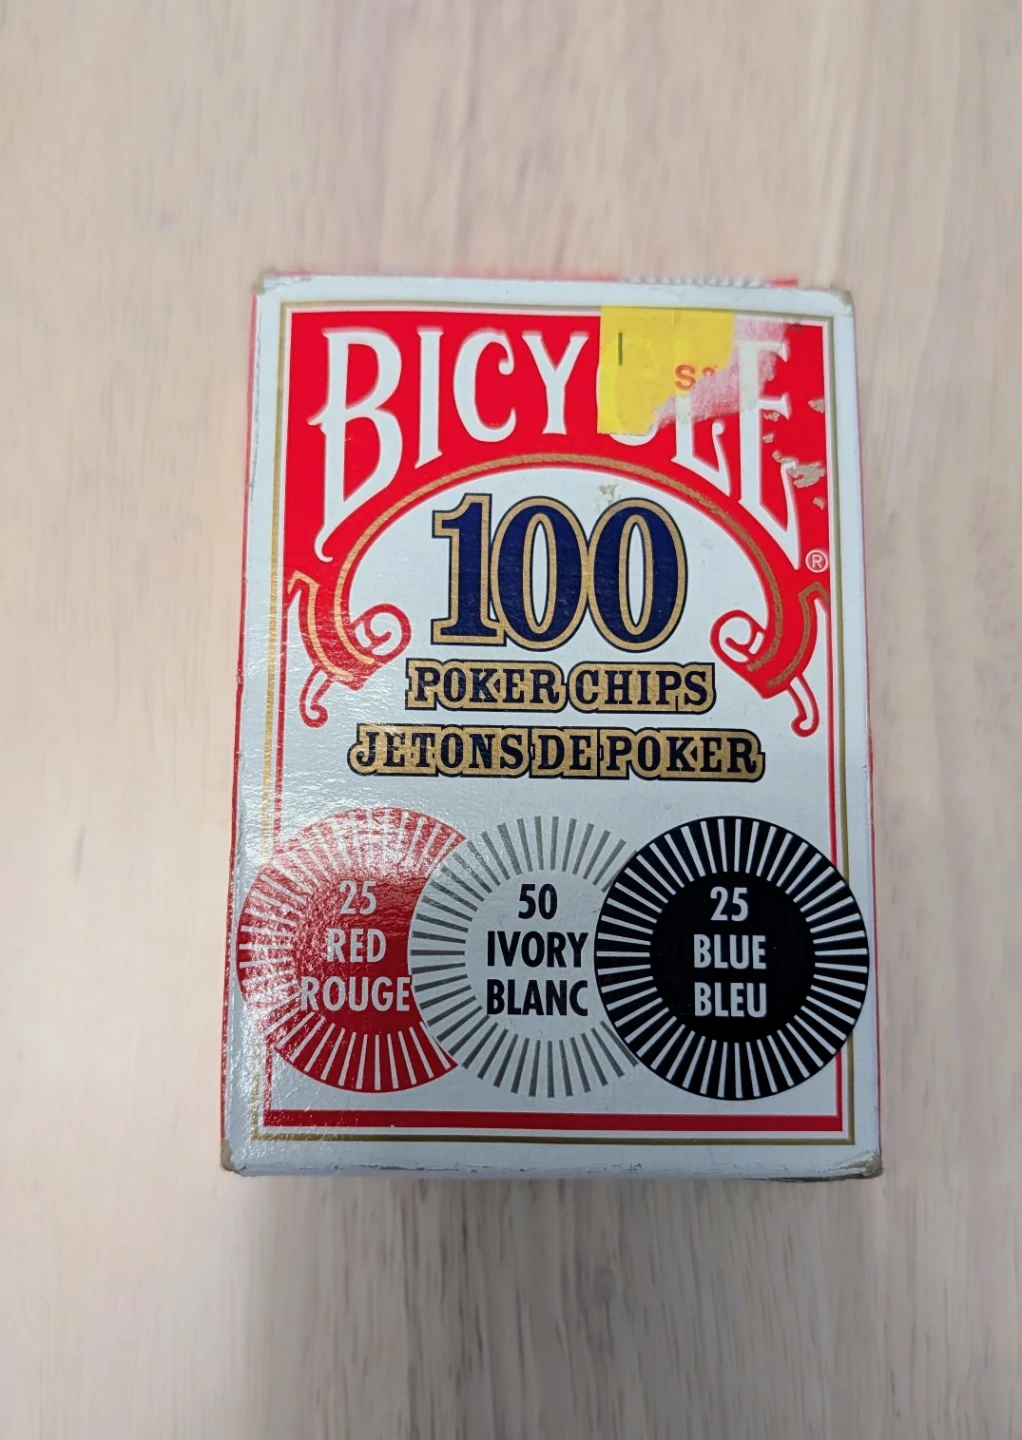 BICYCLE
®
100
POKER CHIPS
JETONS DE POKER
25
RED
ROUGE
50
IVORY
BLANC
25
BLUE
BLEU